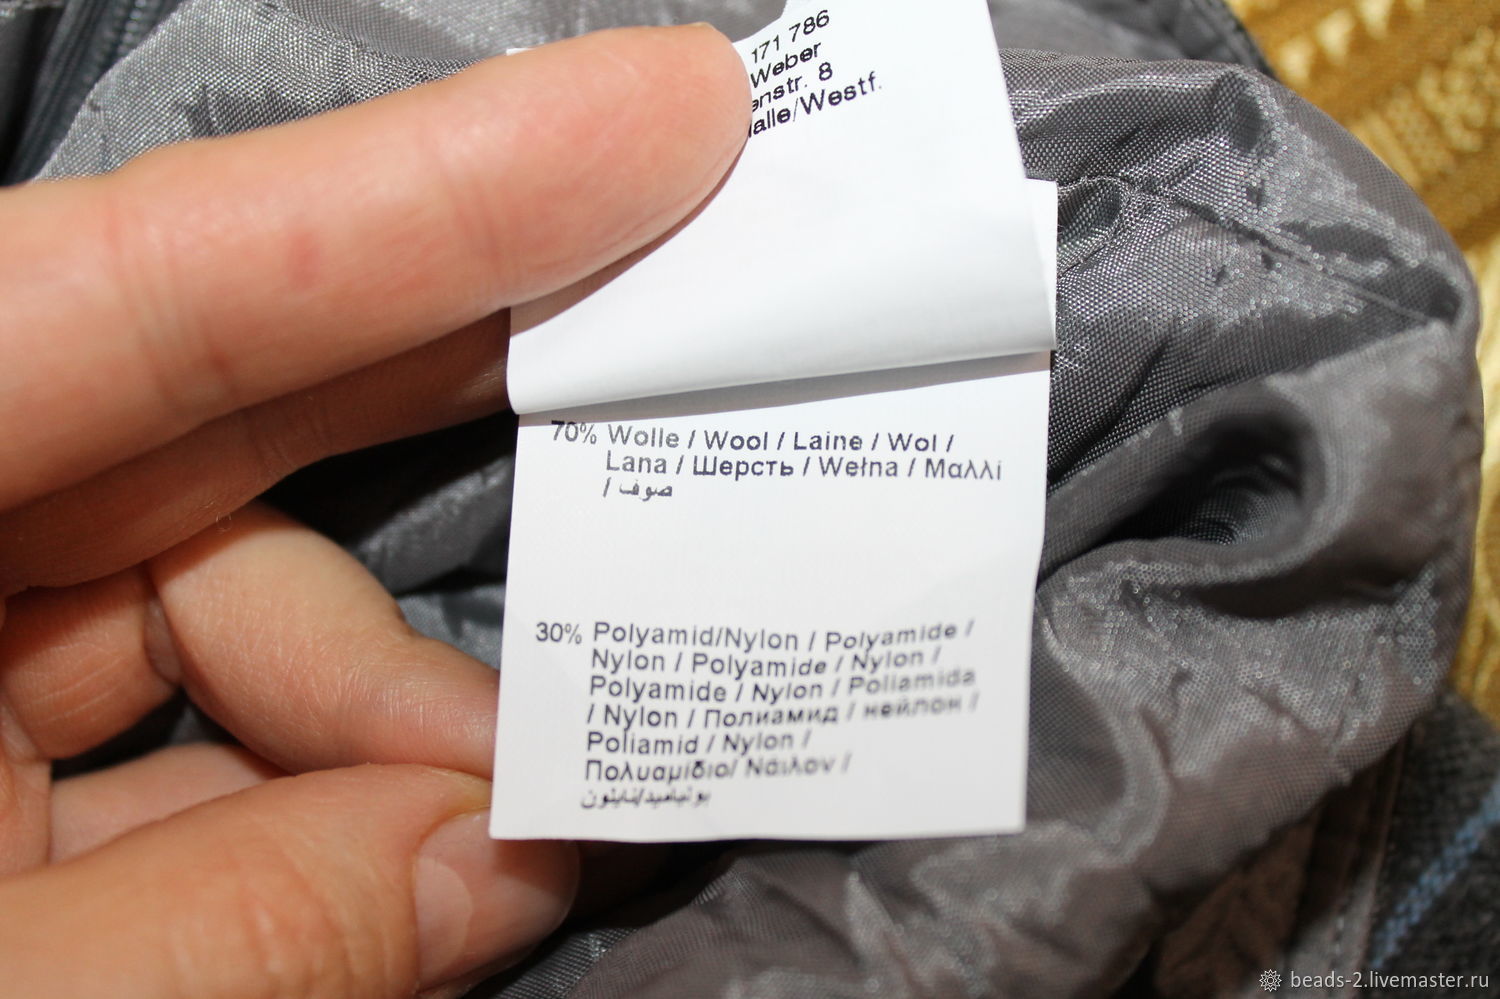 171 786
Weber
enstr. 8
alle/Westf.
70% Wolle / Wool / Laine / Wol /
Lana / Шерсть / Wełna / Μαλλί
/ صوف
30% Polyamid/Nylon / Polyamide /
Nylon / Polyamide / Nylon /
Polyamide / Nylon / Poliamida
/ Nylon / Полиамид / нейлон /
Poliamid / Nylon /
Πολυαμίδιο/ Νάιλον /
بوليامید/نايلون
beads-2.livemaster.ru